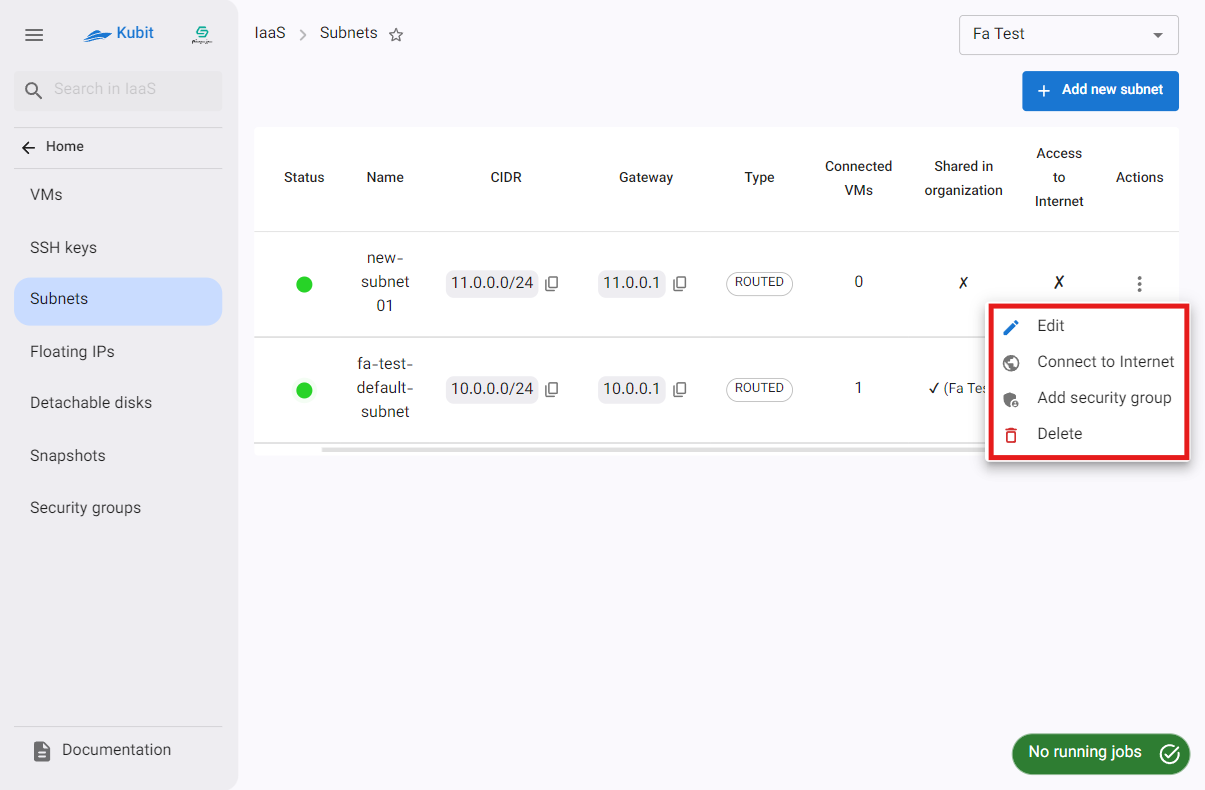 Kubit
IaaS
Subnets
Fa Test
Search in IaaS
Add new subnet
Home
VMs
SSH keys
Subnets
Floating IPs
Detachable disks
Snapshots
Security groups
Documentation
Status
Name
CIDR
Gateway
Type
Connected
VMs
Shared in
organization
Access
to
Internet
Actions
new-
subnet
01
11.0.0.0/24
11.0.0.1
ROUTED
0
✗
✗
fa-test-
default-
subnet
10.0.0.0/24
10.0.0.1
ROUTED
1
✓ (Fa Tes
Edit
Connect to Internet
Add security group
Delete
No running jobs